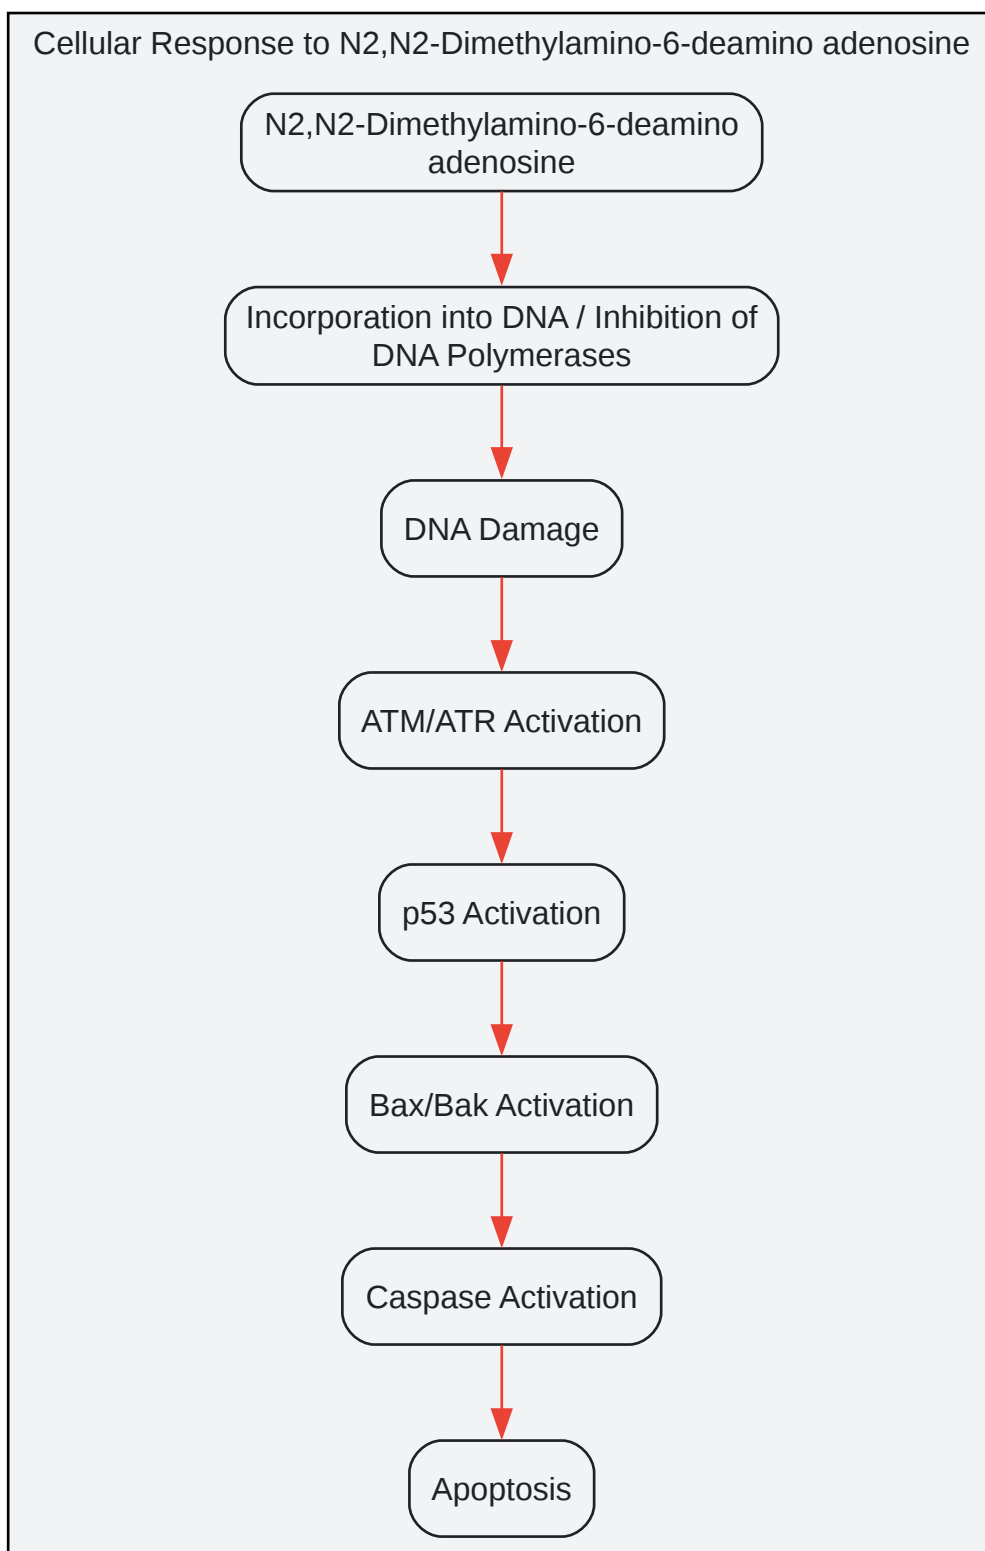 Cellular Response to N2,N2-Dimethylamino-6-deamino adenosine
N2,N2-Dimethylamino-6-deamino
adenosine
Incorporation into DNA / Inhibition of
DNA Polymerases
DNA Damage
ATM/ATR Activation
p53 Activation
Bax/Bak Activation
Caspase Activation
Apoptosis